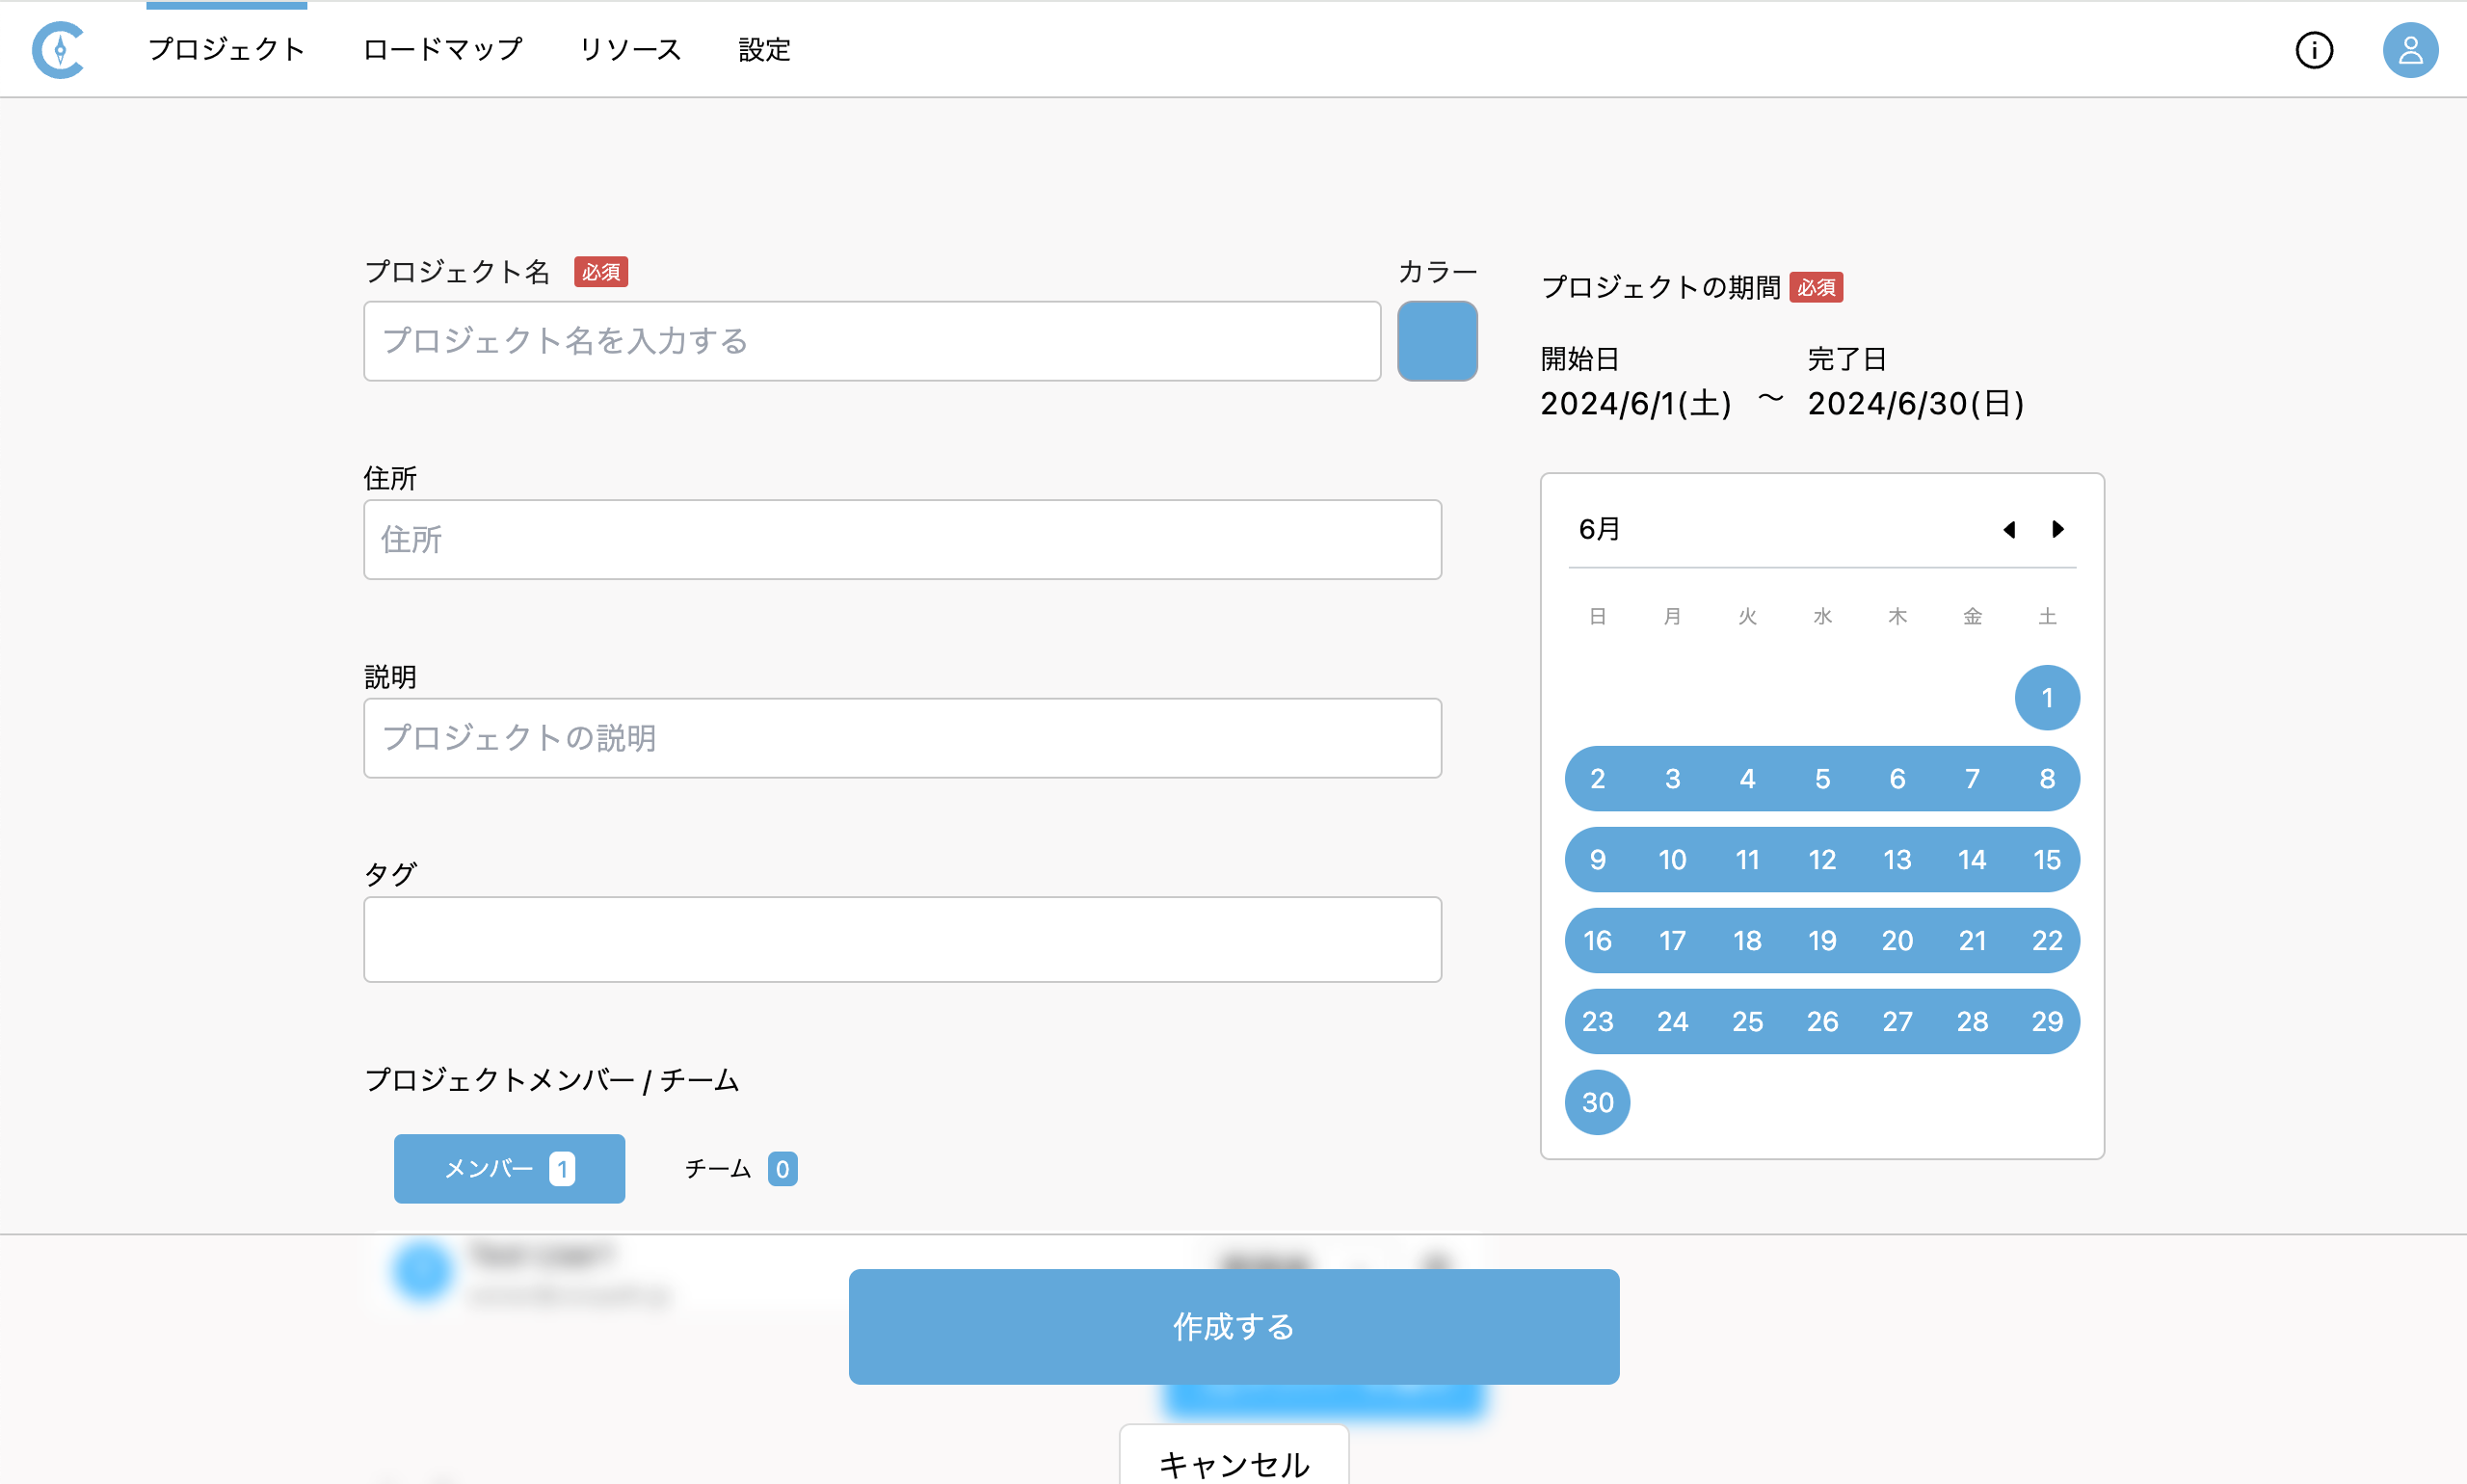 プロジェクト ロードマップ リソース 設定
プロジェクト名 必須
カラー
プロジェクト名を入力する
住所
住所
説明
プロジェクトの説明
タグ
プロジェクトメンバー / チーム
メンバー 1 チーム 0
プロジェクトの期間 必須
開始日 完了日
2024/6/1(土) 〜 2024/6/30(日)
6月
日 月 火 水 木 金 土
1
2 3 4 5 6 7 8
9 10 11 12 13 14 15
16 17 18 19 20 21 22
23 24 25 26 27 28 29
30
作成する
キャンセル